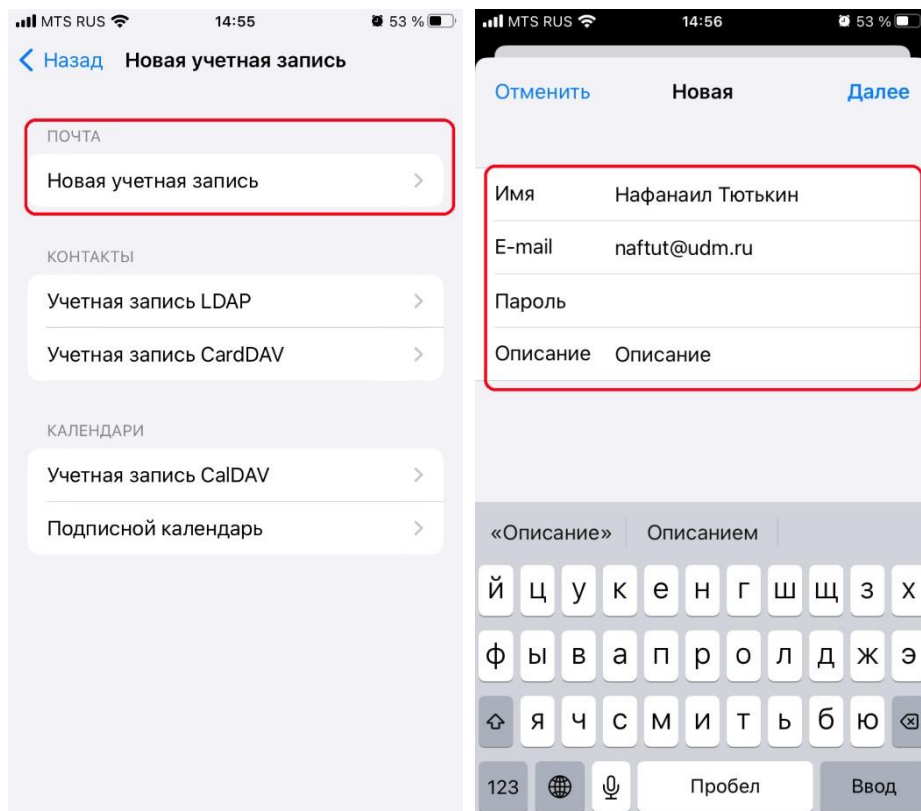 MTS RUS 14:55 53 %
Назад Новая учетная запись
ПОЧТА
Новая учетная запись
КОНТАКТЫ
Учетная запись LDAP
Учетная запись CardDAV
КАЛЕНДАРИ
Учетная запись CalDAV
Подписной календарь
MTS RUS 14:56 53 %
Отменить Новая Далее
Имя Нафанаил Тютькин
E-mail naftut@udm.ru
Пароль
Описание Описание
«Описание» Описанием
й ц у к е н г ш щ з х
ф ы в а п р о л д ж э
я ч с м и т ь б ю
123 Пробел Ввод